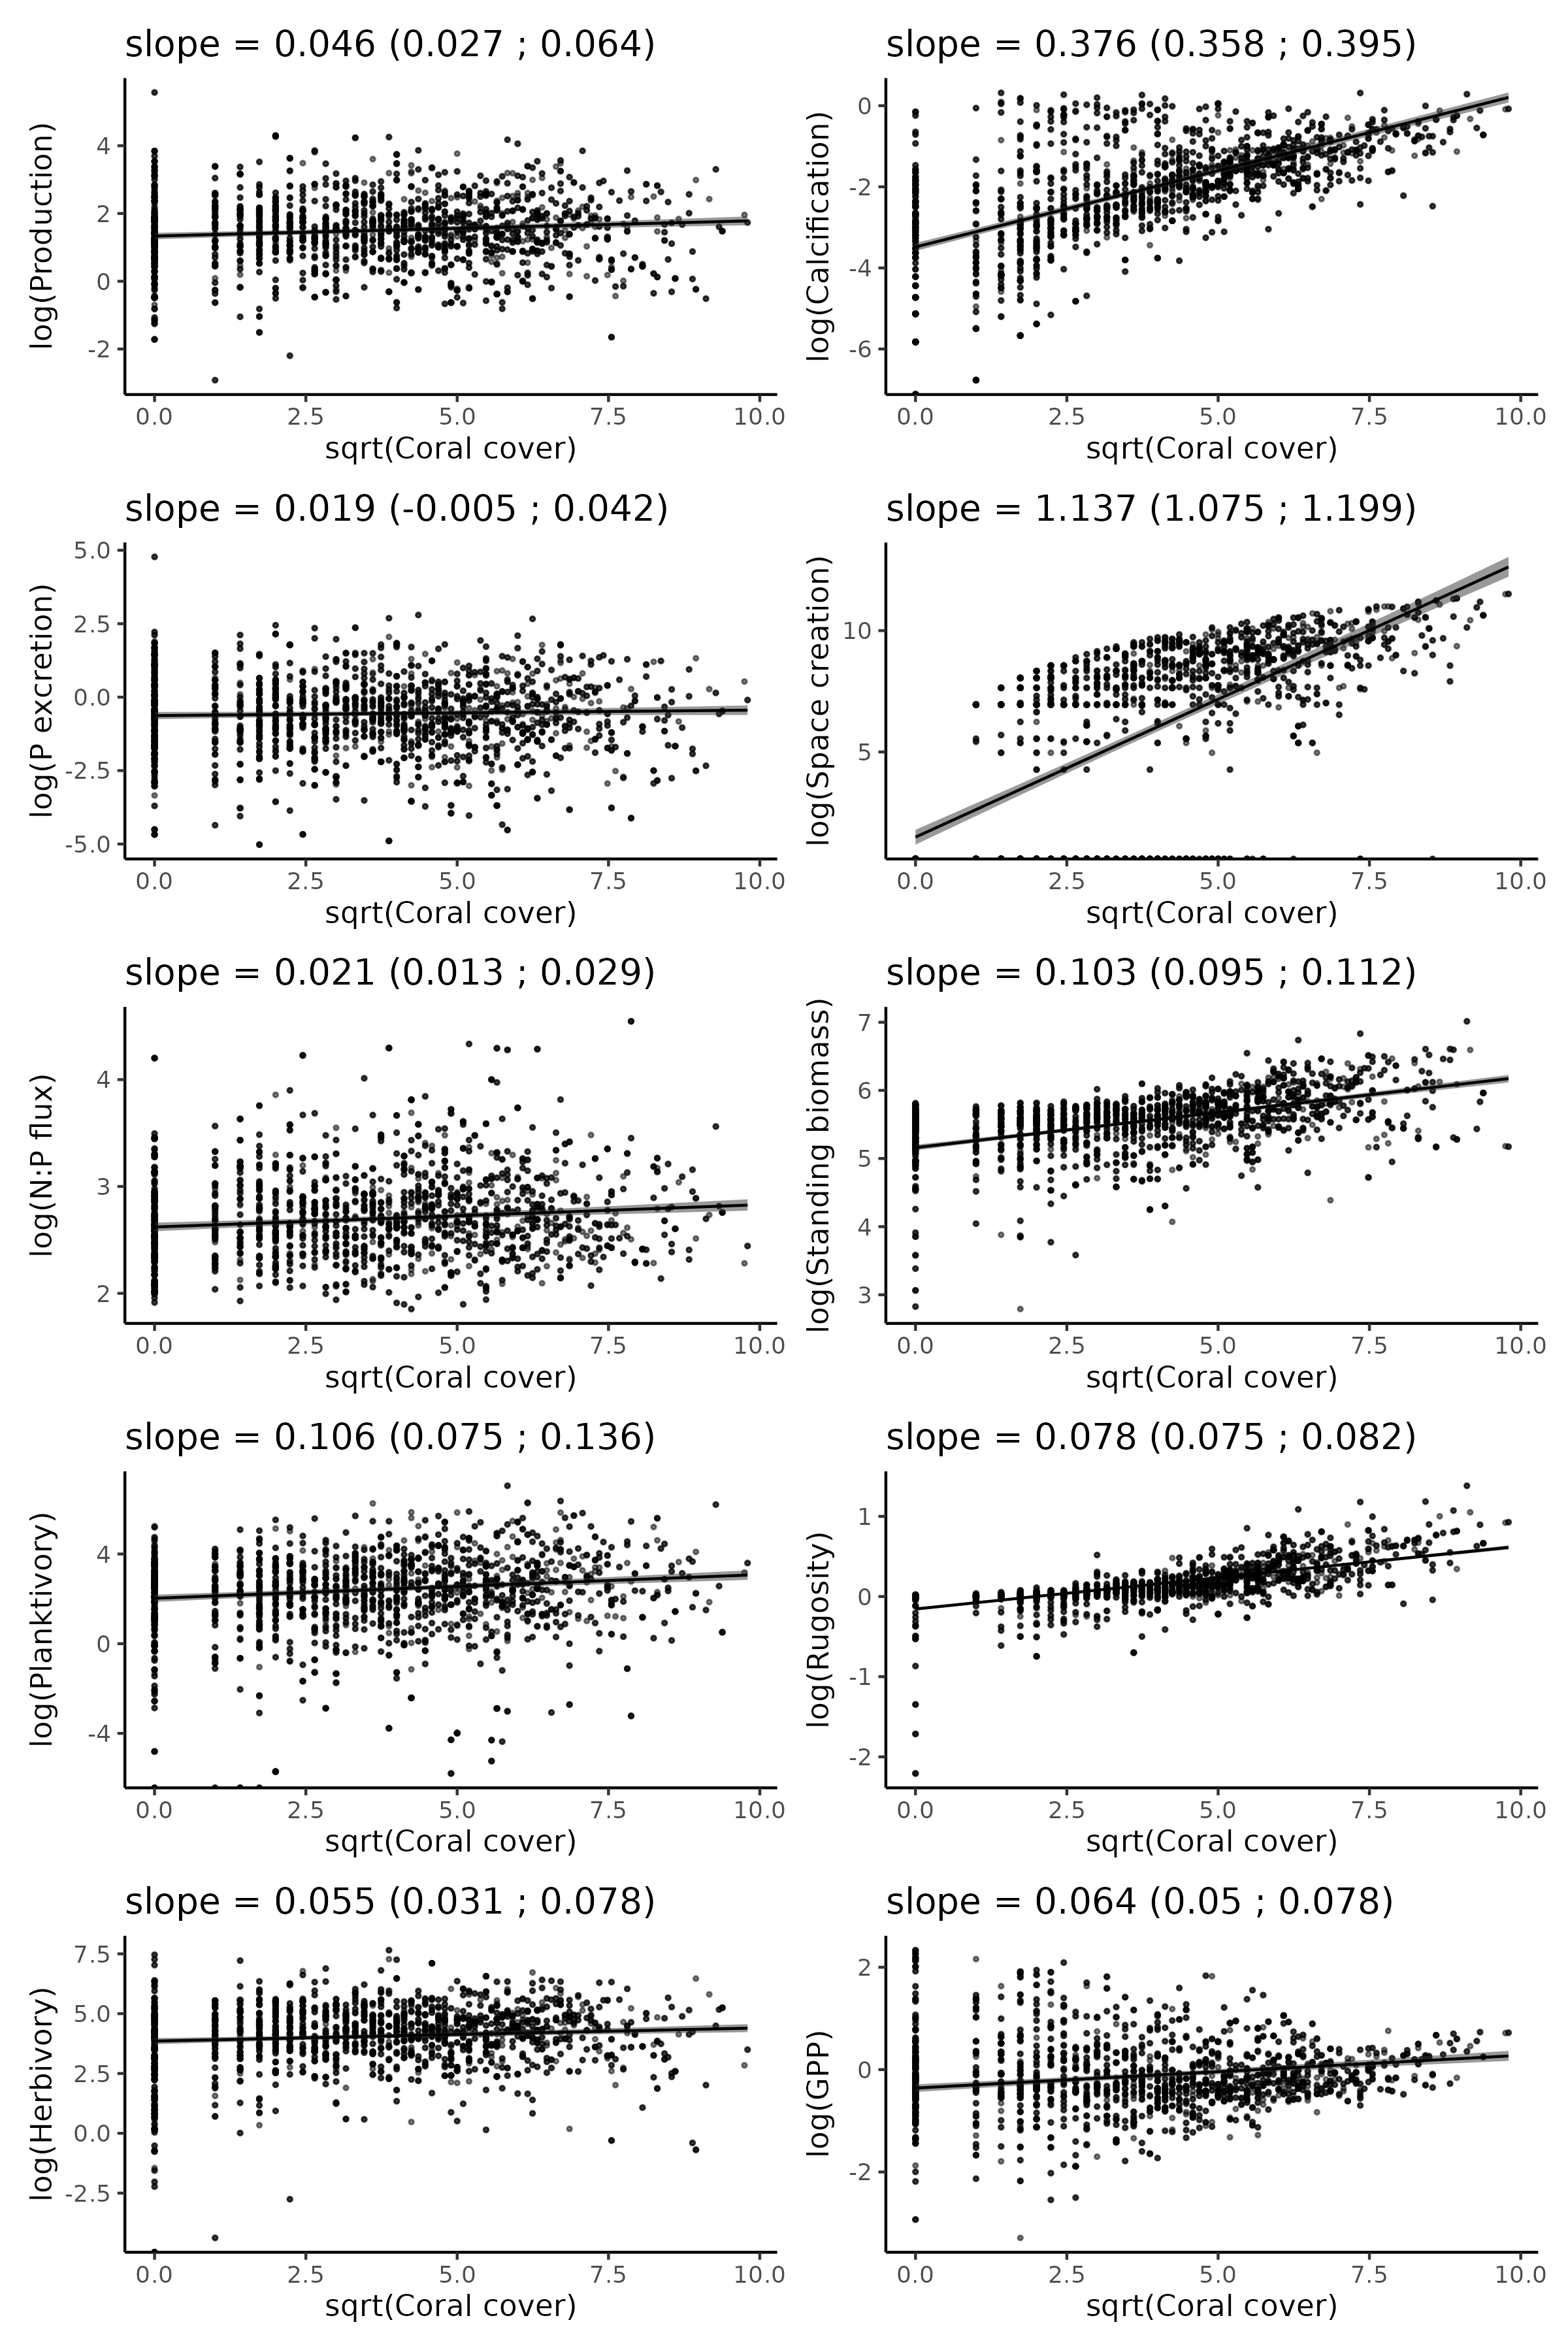 slope = 0.046 (0.027 ; 0.064)
log(Production)
4
2
0
-2
0.0 2.5 5.0 7.5 10.0
sqrt(Coral cover)
slope = 0.376 (0.358 ; 0.395)
log(Calcification)
0
-2
-4
-6
0.0 2.5 5.0 7.5 10.0
sqrt(Coral cover)
slope = 0.019 (-0.005 ; 0.042)
log(P excretion)
5.0
2.5
0.0
-2.5
-5.0
0.0 2.5 5.0 7.5 10.0
sqrt(Coral cover)
slope = 1.137 (1.075 ; 1.199)
log(Space creation)
10
5
0.0 2.5 5.0 7.5 10.0
sqrt(Coral cover)
slope = 0.021 (0.013 ; 0.029)
log(N:P flux)
4
3
2
0.0 2.5 5.0 7.5 10.0
sqrt(Coral cover)
slope = 0.103 (0.095 ; 0.112)
log(Standing biomass)
7
6
5
4
3
0.0 2.5 5.0 7.5 10.0
sqrt(Coral cover)
slope = 0.106 (0.075 ; 0.136)
log(Planktivory)
4
0
-4
0.0 2.5 5.0 7.5 10.0
sqrt(Coral cover)
slope = 0.078 (0.075 ; 0.082)
log(Rugosity)
1
0
-1
-2
0.0 2.5 5.0 7.5 10.0
sqrt(Coral cover)
slope = 0.055 (0.031 ; 0.078)
log(Herbivory)
7.5
5.0
2.5
0.0
-2.5
0.0 2.5 5.0 7.5 10.0
sqrt(Coral cover)
slope = 0.064 (0.05 ; 0.078)
log(GPP)
2
0
-2
0.0 2.5 5.0 7.5 10.0
sqrt(Coral cover)